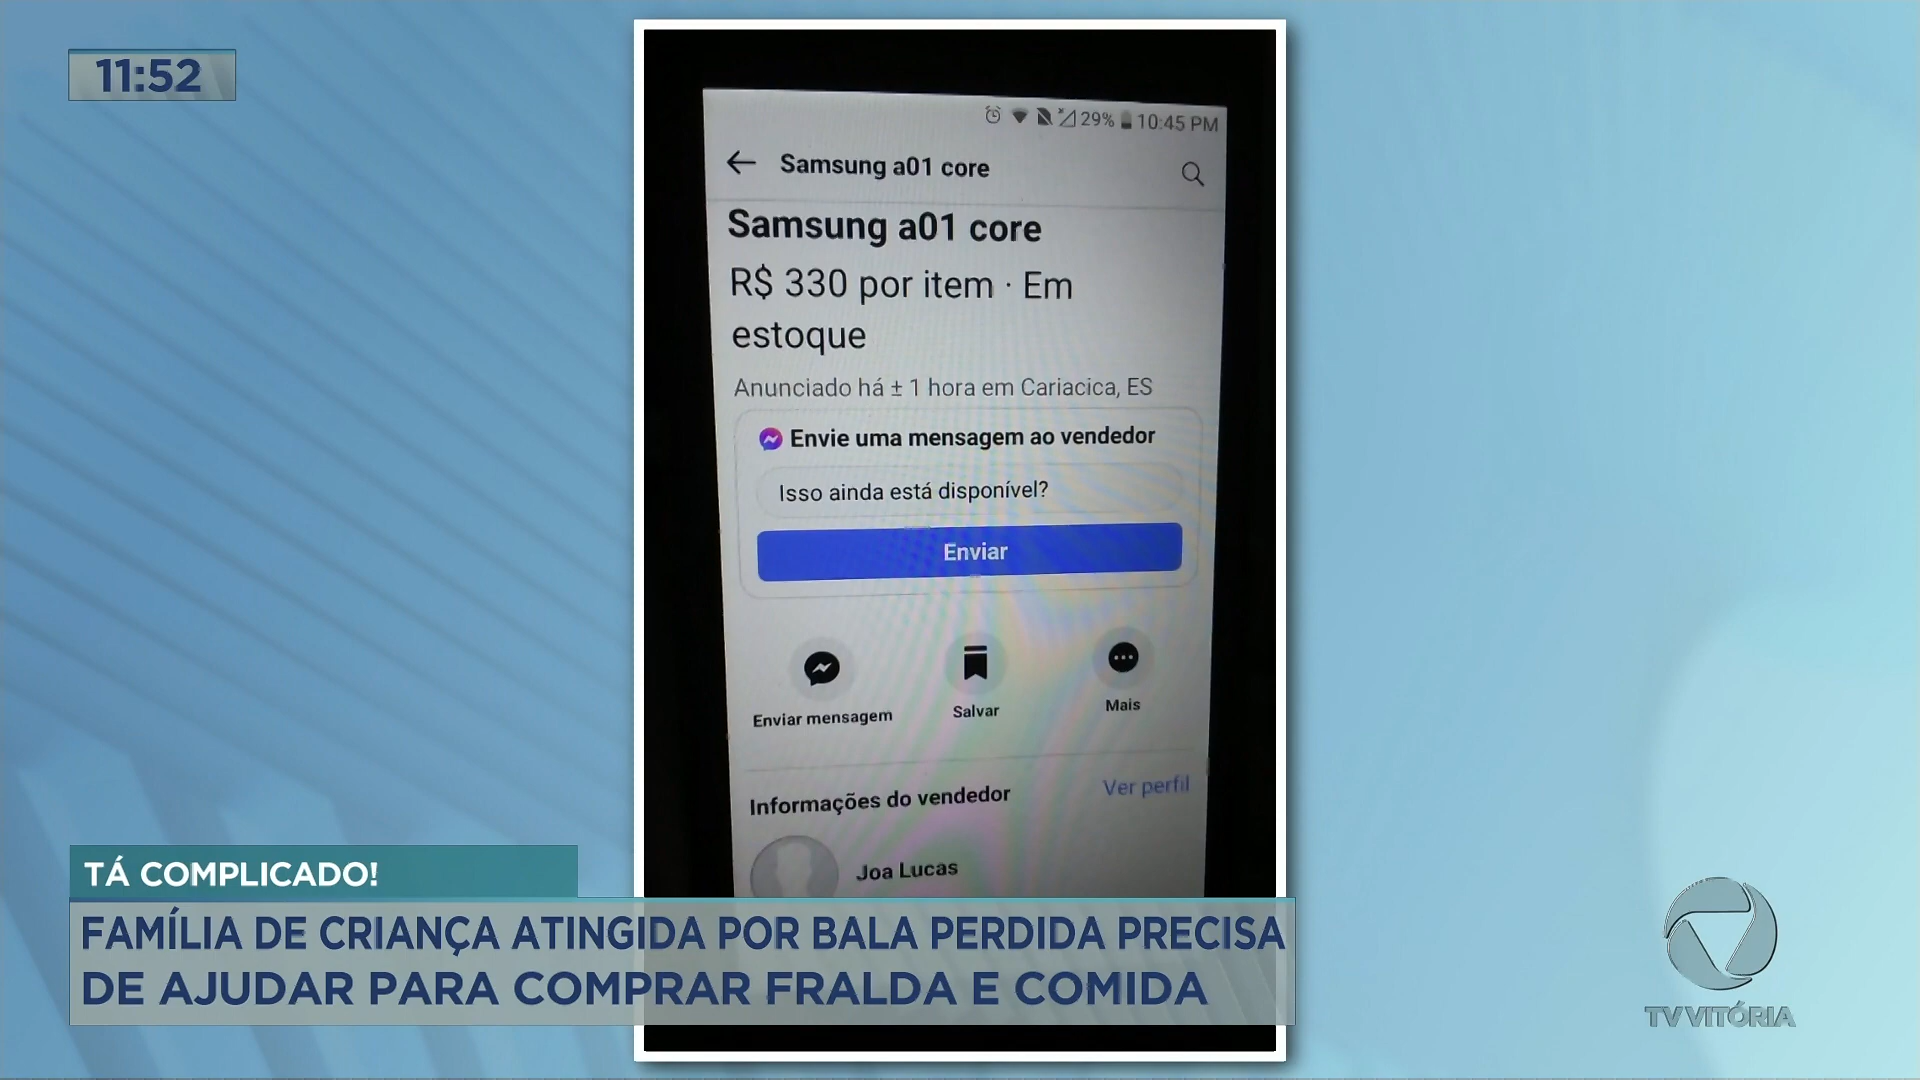 11:52
29% 10:45 PM
Samsung a01 core
Samsung a01 core
R$ 330 por item · Em
estoque
Anunciado há ± 1 hora em Cariacica, ES
Envie uma mensagem ao vendedor
Isso ainda está disponível?
Enviar
Enviar mensagem
Salvar
Mais
Informações do vendedor
Ver perfil
Joa Lucas
TÁ COMPLICADO!
FAMÍLIA DE CRIANÇA ATINGIDA POR BALA PERDIDA PRECISA
DE AJUDAR PARA COMPRAR FRALDA E COMIDA
TV VITÓRIA